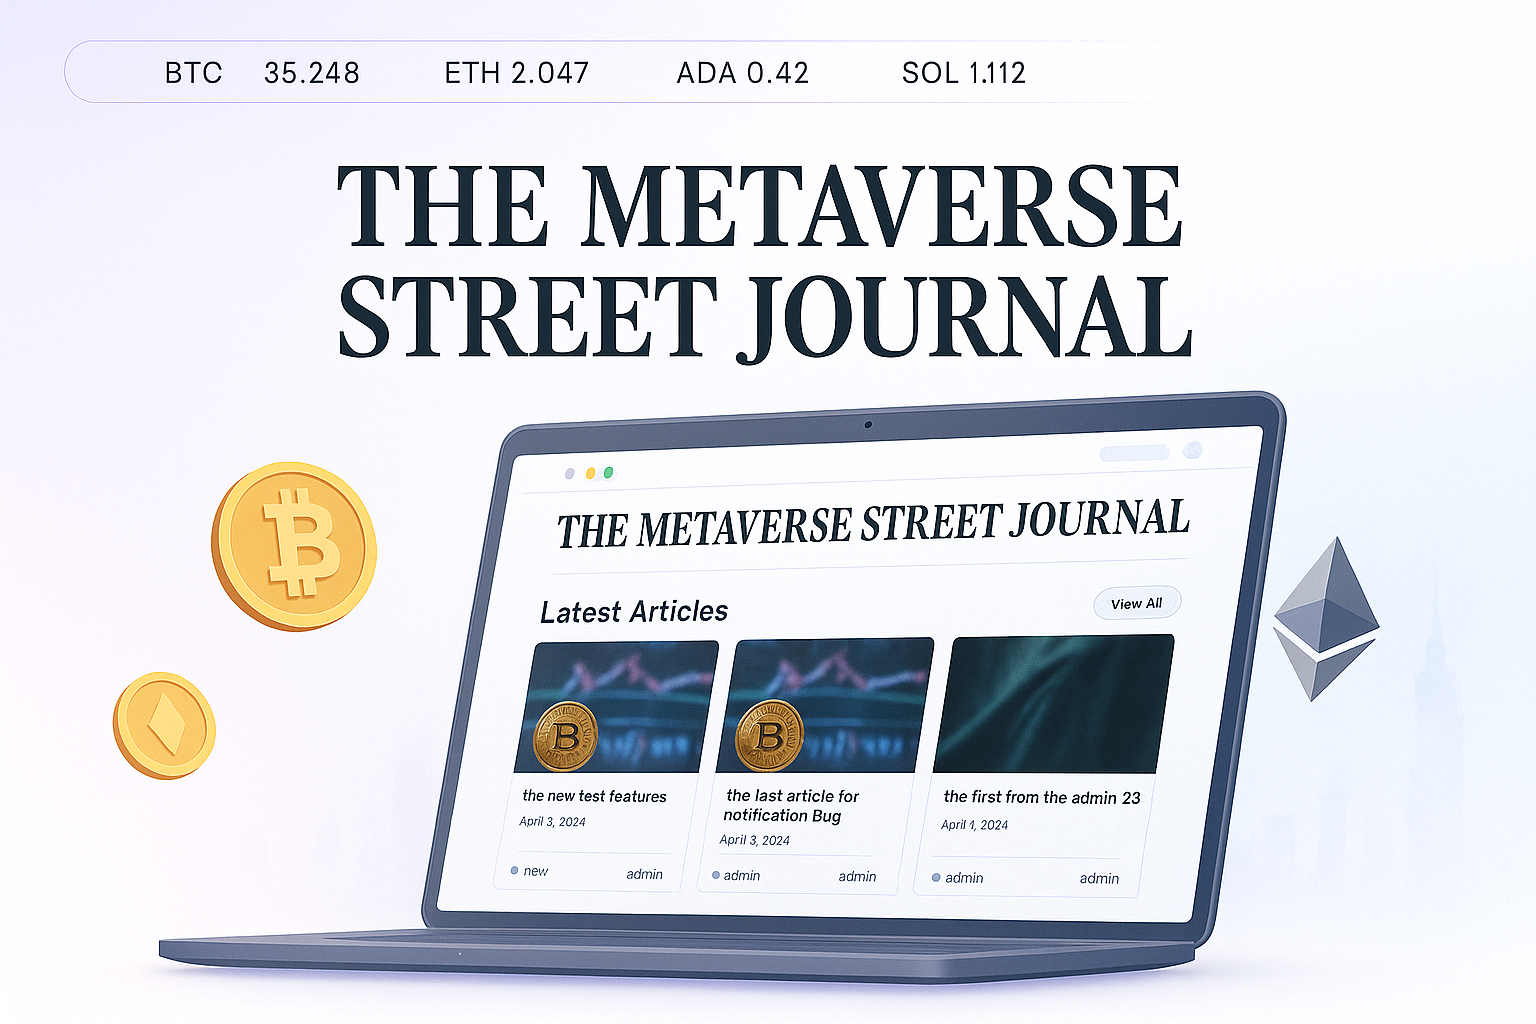 BTC 35.248 ETH 2.047 ADA 0.42 SOL 1.112
THE METAVERSE
STREET JOURNAL
THE METAVERSE STREET JOURNAL
Latest Articles
View All
the new test features
April 3, 2024
new admin
the last article for
notification Bug
April 3, 2024
admin admin
the first from the admin 23
April 1, 2024
admin admin